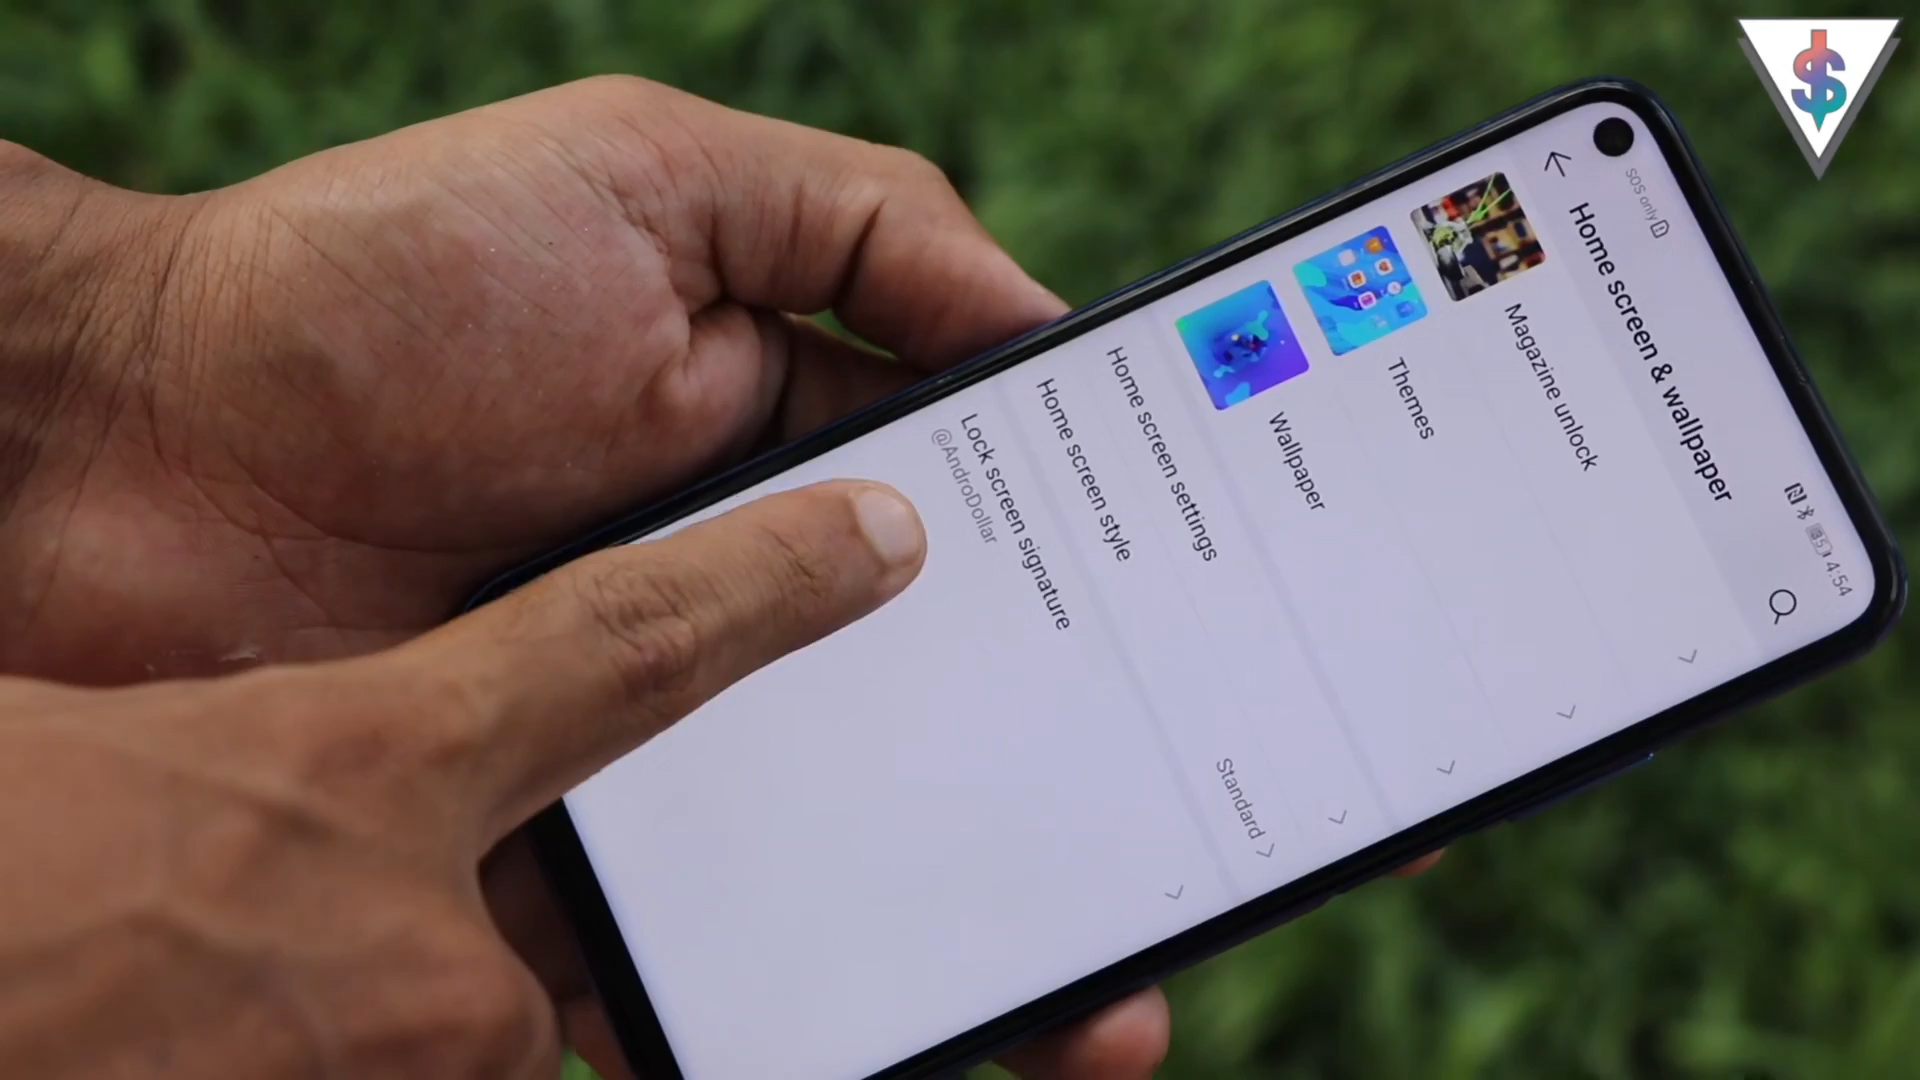 SOS only
4:54
Home screen & wallpaper
Magazine unlock
Themes
Wallpaper
Home screen settings
Home screen style
Standard
Lock screen signature
@AndroDollar